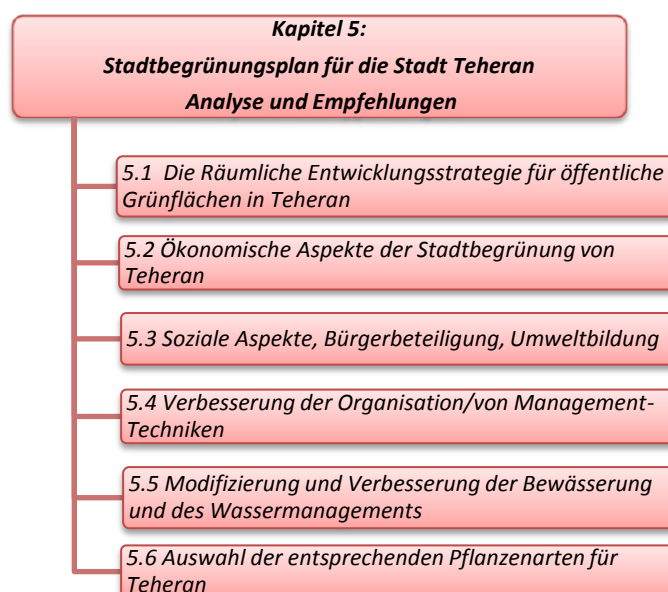 Kapitel 5:
Stadtbegrünungsplan für die Stadt Teheran
Analyse und Empfehlungen
5.1 Die Räumliche Entwicklungsstrategie für öffentliche
Grünflächen in Teheran
5.2 Ökonomische Aspekte der Stadtbegrünung von
Teheran
5.3 Soziale Aspekte, Bürgerbeteiligung, Umweltbildung
5.4 Verbesserung der Organisation/von Management-
Techniken
5.5 Modifizierung und Verbesserung der Bewässerung
und des Wassermanagements
5.6 Auswahl der entsprechenden Pflanzenarten für
Teheran